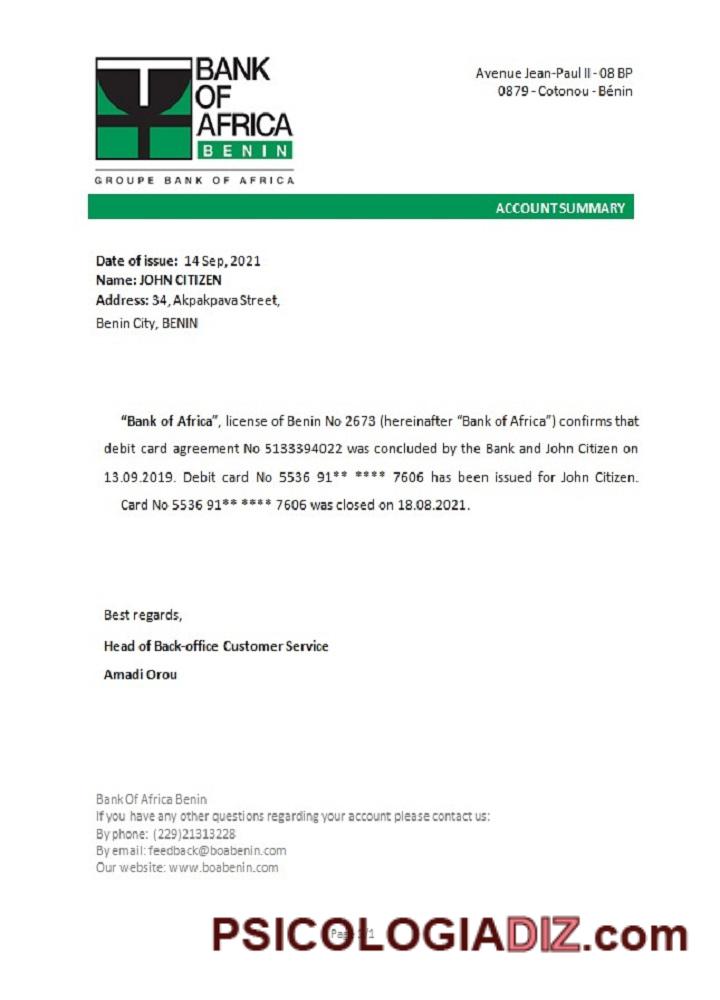 BANK
OF
AFRICA
BENIN
GROUPE BANK OF AFRICA
Avenue Jean-Paul II - 08 BP
0879 - Cotonou - Bénin
ACCOUNT SUMMARY
Date of issue: 14 Sep, 2021
Name: JOHN CITIZEN
Address: 34, Akpakpava Street,
Benin City, BENIN
“Bank of Africa”, license of Benin No 2673 (hereinafter “Bank of Africa”) confirms that
debit card agreement No 5133394022 was concluded by the Bank and John Citizen on
13.09.2019. Debit card No 5536 91** **** 7606 has been issued for John Citizen.
Card No 5536 91** **** 7606 was closed on 18.08.2021.
Best regards,
Head of Back-office Customer Service
Amadi Orou
Bank Of Africa Benin
If you have any other questions regarding your account please contact us:
By phone: (229)21313228
By email: feedback@boabenin.com
Our website: www.boabenin.com
PSICOLOGIADIZ.com